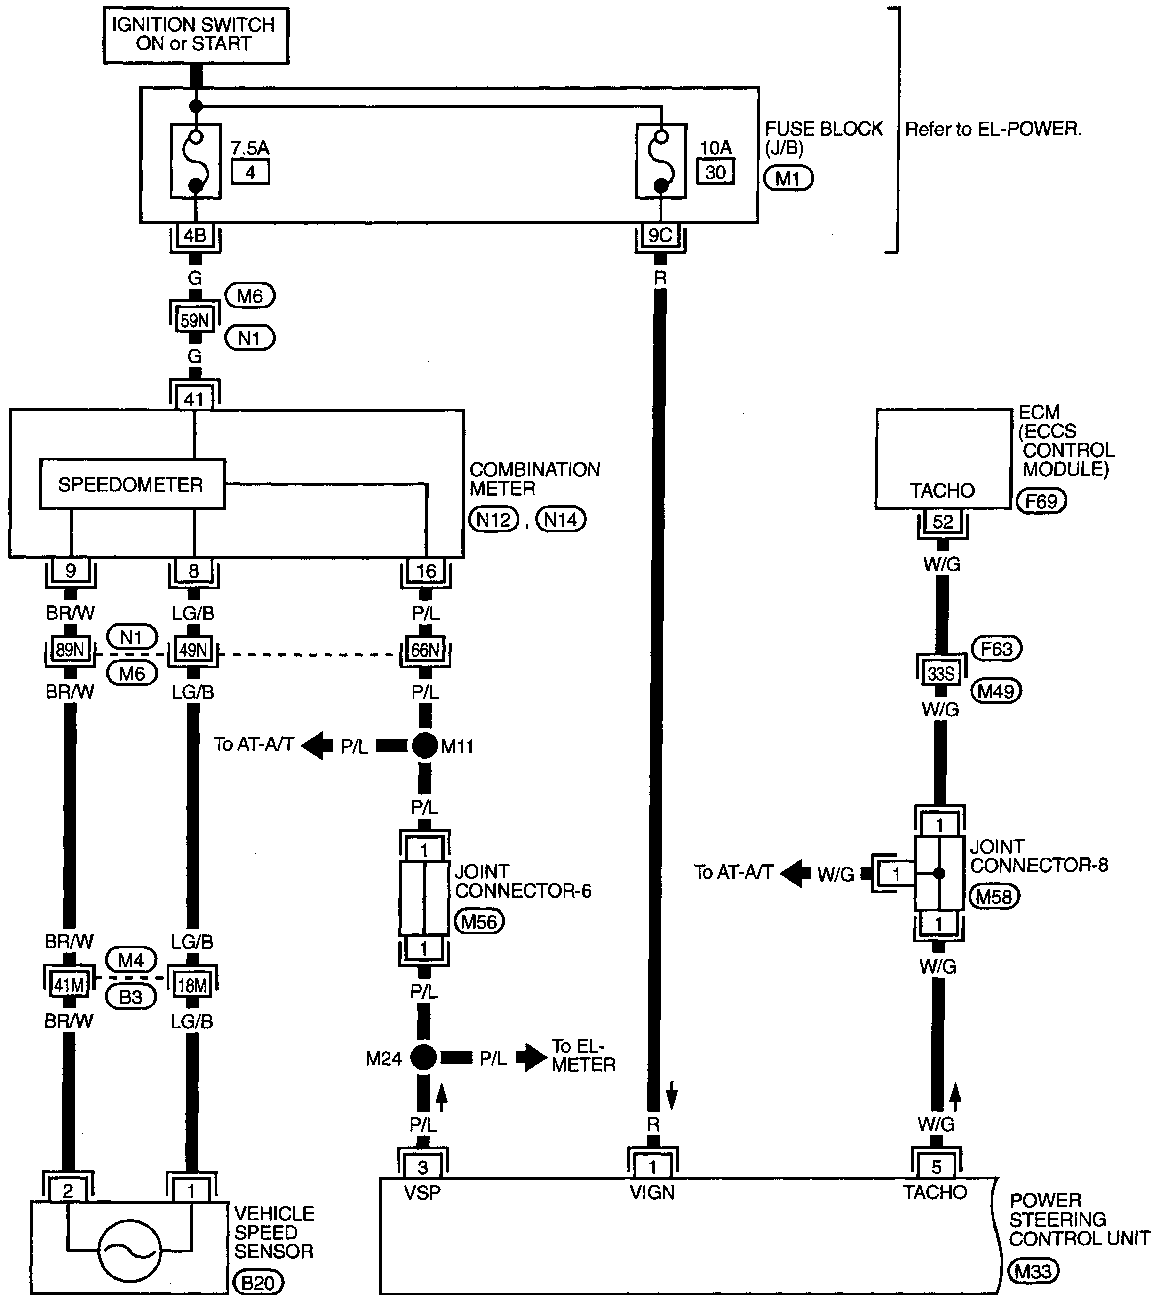 IGNITION SWITCH
ON or START
7.5A
4
10A
30
FUSE BLOCK
(J/B)
M1
Refer to EL-POWER.
4B
9C
G
R
M6
59N
N1
G
41
SPEEDOMETER
COMBINATION
METER
N12 , N14
ECM
(ECCS
CONTROL
MODULE)
F69
TACHO
52
9
8
16
W/G
BR/W
LG/B
P/L
N1
89N
49N
66N
M6
F63
33S
M49
BR/W
LG/B
P/L
W/G
To AT-A/T
P/L
M11
P/L
1
1
JOINT
CONNECTOR-8
M58
To AT-A/T
W/G
1
1
JOINT
CONNECTOR-6
M56
1
BR/W
LG/B
M4
41M
18M
B3
W/G
P/L
BR/W
LG/B
M24
P/L
To EL-
METER
P/L
R
W/G
2
1
3
1
5
VSP
VIGN
TACHO
VEHICLE
SPEED
SENSOR
B20
POWER
STEERING
CONTROL UNIT
M33